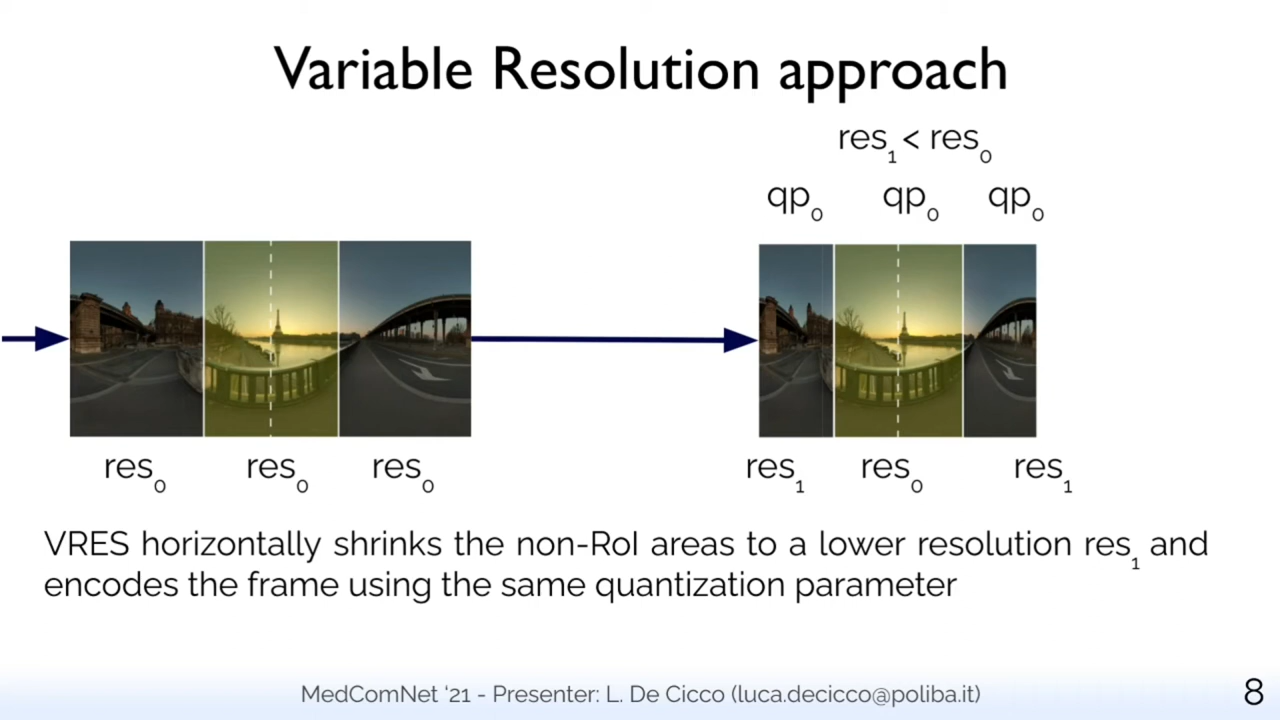 Variable Resolution approach
res₁ < res₀
qp₀ qp₀ qp₀
res₀ res₀ res₀ res₁ res₀ res₁
VRES horizontally shrinks the non-RoI areas to a lower resolution res₁ and
encodes the frame using the same quantization parameter
MedComNet ‘21 - Presenter: L. De Cicco (luca.decicco@poliba.it)
8